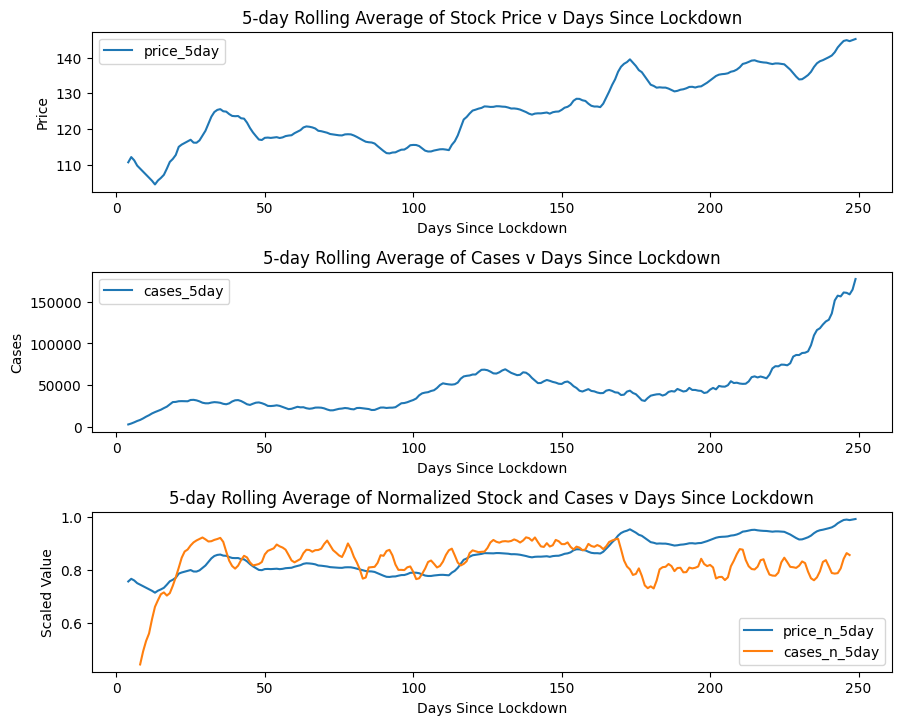 5-day Rolling Average of Stock Price v Days Since Lockdown
price_5day
Price
140
130
120
110
0 50 100 150 200 250
Days Since Lockdown
5-day Rolling Average of Cases v Days Since Lockdown
cases_5day
Cases
150000
100000
50000
0
0 50 100 150 200 250
Days Since Lockdown
5-day Rolling Average of Normalized Stock and Cases v Days Since Lockdown
Scaled Value
1.0
0.8
0.6
price_n_5day
cases_n_5day
0 50 100 150 200 250
Days Since Lockdown